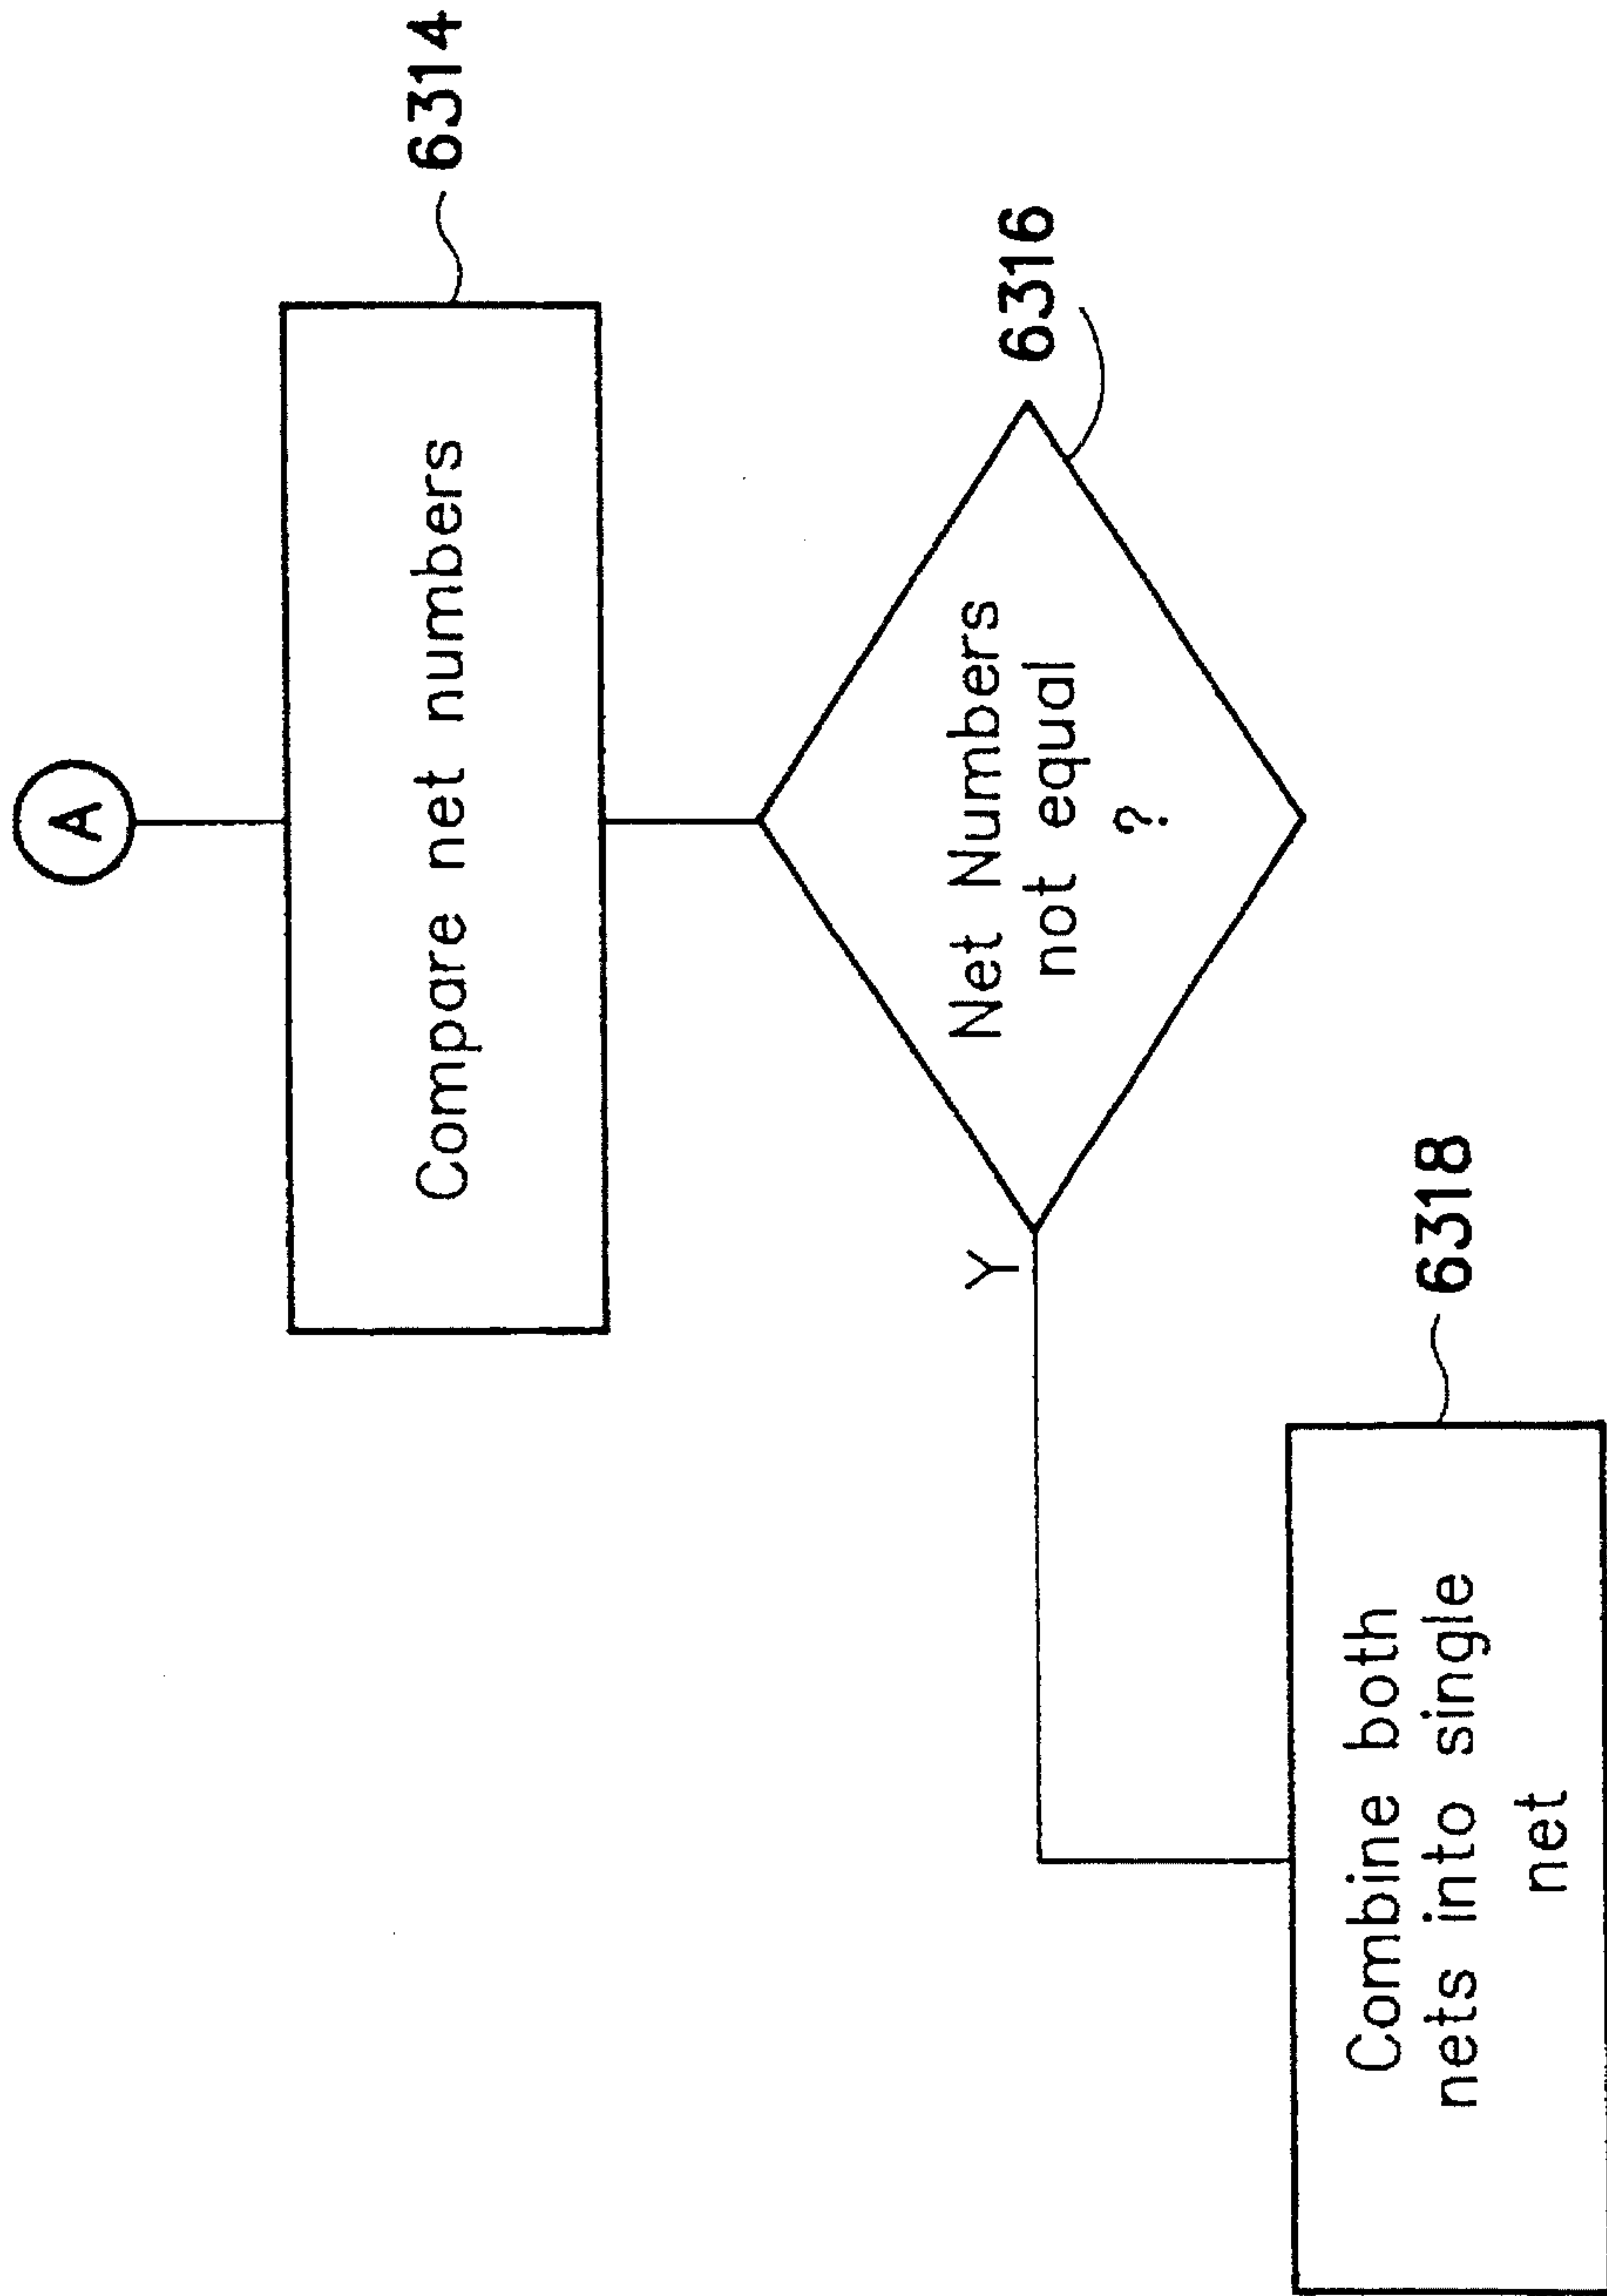 A
Compare net numbers
6314
Net Numbers
not equal
?
6316
Y
Combine both
nets into single
net
6318